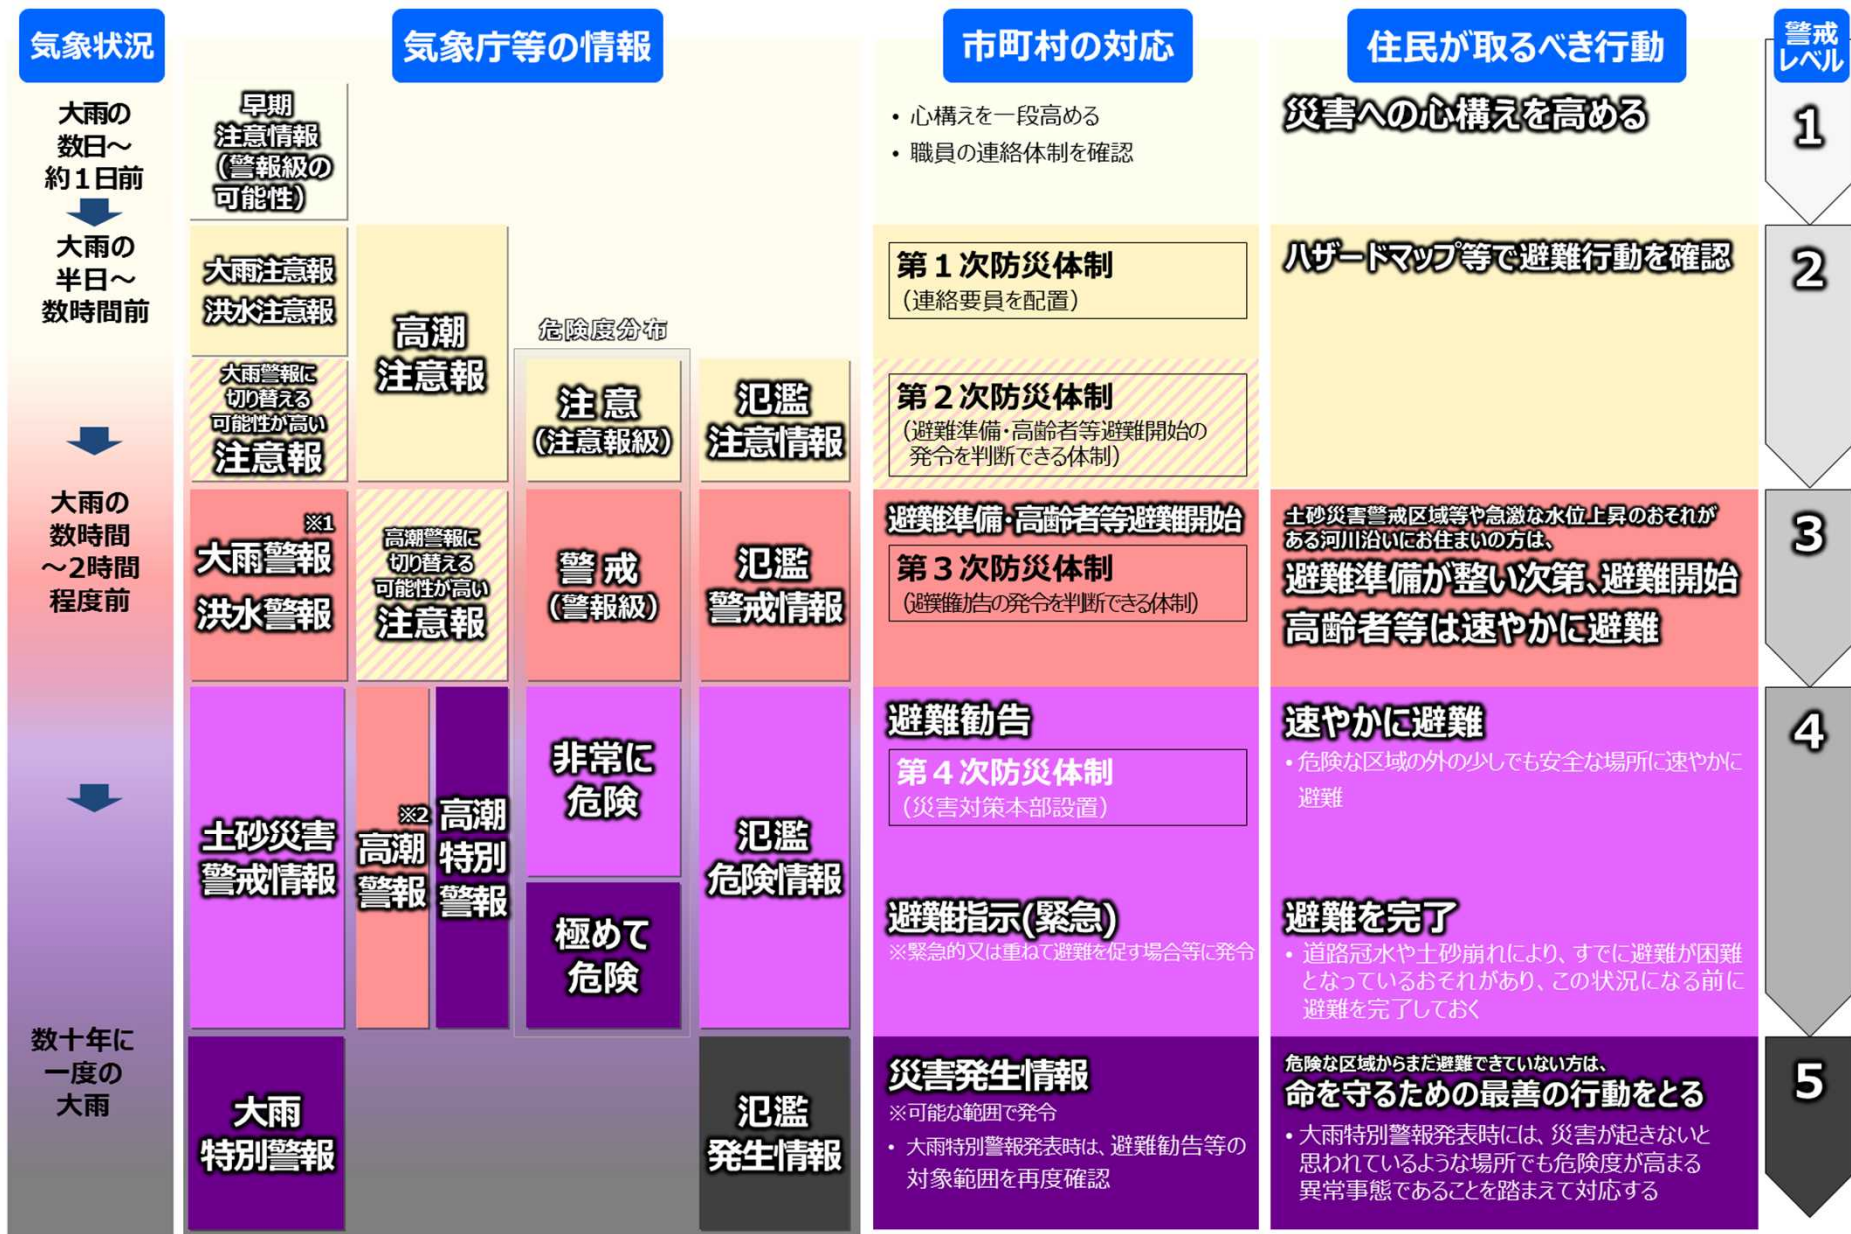 気象状況
気象庁等の情報
市町村の対応
住民が取るべき行動
警戒
レベル
大雨の
数日～
約1日前
早期
注意情報
（警報級の
可能性）
・心構えを一段高める
・職員の連絡体制を確認
災害への心構えを高める
1
大雨の
半日～
数時間前
大雨注意報
洪水注意報
高潮
注意報
危険度分布
第１次防災体制
（連絡要員を配置）
ハザードマップ等で避難行動を確認
2
大雨警報に
切り替える
可能性が高い
注意報
注意
（注意報級）
氾濫
注意情報
第２次防災体制
（避難準備・高齢者等避難開始の
発令を判断できる体制）
大雨の
数時間
～2時間
程度前
※1
大雨警報
洪水警報
高潮警報に
切り替える
可能性が高い
注意報
警戒
（警報級）
氾濫
警戒情報
避難準備・高齢者等避難開始
第３次防災体制
（避難勧告の発令を判断できる体制）
土砂災害警戒区域等や急激な水位上昇のおそれが
ある河川沿いにお住まいの方は、
避難準備が整い次第、避難開始
高齢者等は速やかに避難
3
土砂災害
警戒情報
※2
高潮
警報
高潮
特別
警報
非常に
危険
極めて
危険
氾濫
危険情報
避難勧告
第４次防災体制
（災害対策本部設置）
避難指示(緊急)
※緊急的又は重ねて避難を促す場合等に発令
速やかに避難
・危険な区域の外の少しでも安全な場所に速やかに
避難
避難を完了
・道路冠水や土砂崩れにより、すでに避難が困難
となっているおそれがあり、この状況になる前に
避難を完了しておく
4
数十年に
一度の
大雨
大雨
特別警報
氾濫
発生情報
災害発生情報
※可能な範囲で発令
・大雨特別警報発表時は、避難勧告等の
対象範囲を再度確認
危険な区域からまだ避難できていない方は、
命を守るための最善の行動をとる
・大雨特別警報発表時には、災害が起きないと
思われているような場所でも危険度が高まる
異常事態であることを踏まえて対応する
5